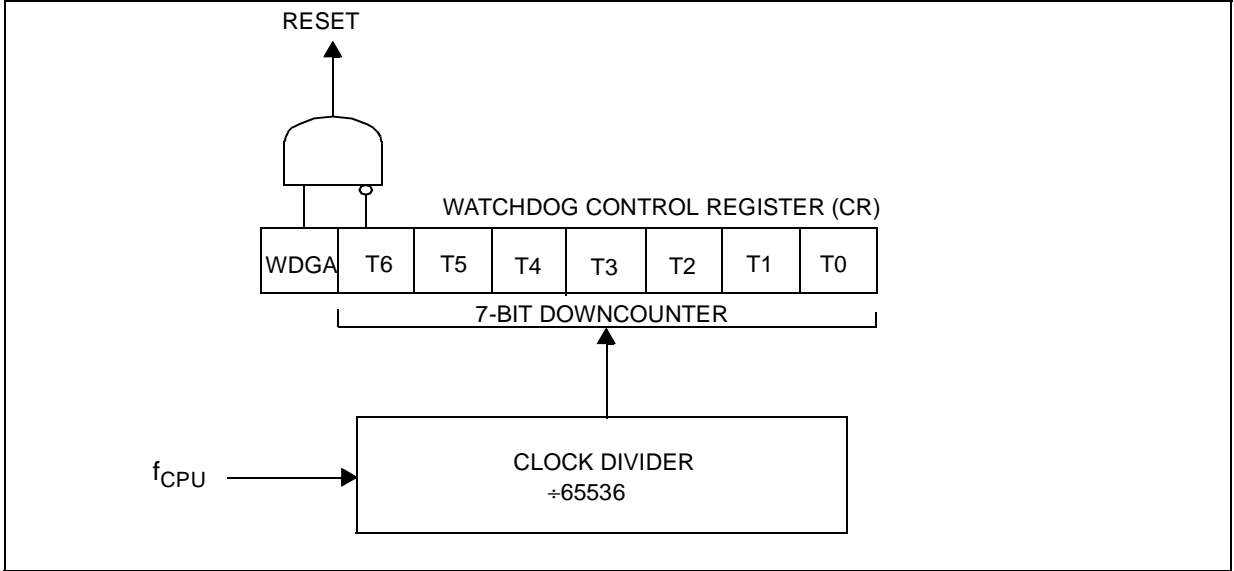 RESET
WATCHDOG CONTROL REGISTER (CR)
WDGA T6 T5 T4 T3 T2 T1 T0
7-BIT DOWNCOUNTER
fCPU
CLOCK DIVIDER
÷65536